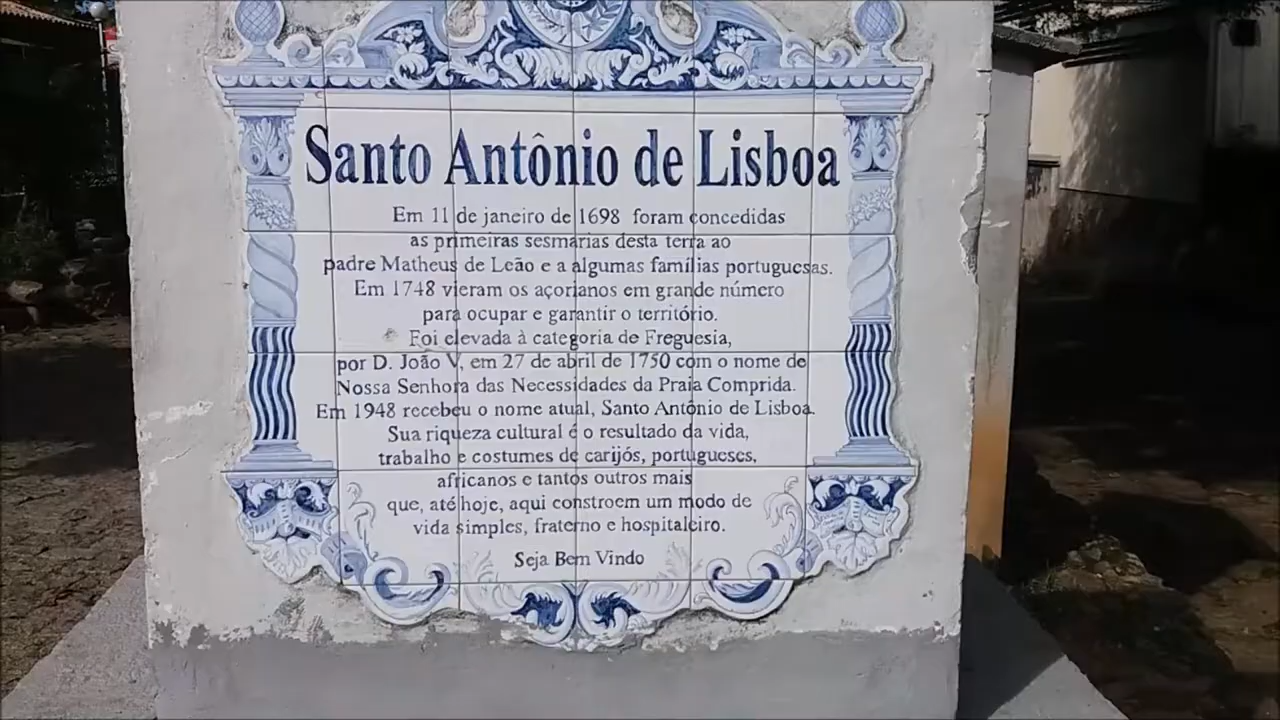 Santo Antônio de Lisboa
Em 11 de janeiro de 1698 foram concedidas
as primeiras sesmarias desta terra ao
padre Matheus de Leão e a algumas famílias portuguesas.
Em 1748 vieram os açorianos em grande número
para ocupar e garantir o território.
Foi elevada à categoria de Freguesia,
por D. João V, em 27 de abril de 1750 com o nome de
Nossa Senhora das Necessidades da Praia Comprida.
Em 1948 recebeu o nome atual, Santo Antônio de Lisboa.
Sua riqueza cultural é o resultado da vida,
trabalho e costumes de carijós, portugueses,
africanos e tantos outros mais
que, até hoje, aqui constroem um modo de
vida simples, fraterno e hospitaleiro.
Seja Bem Vindo